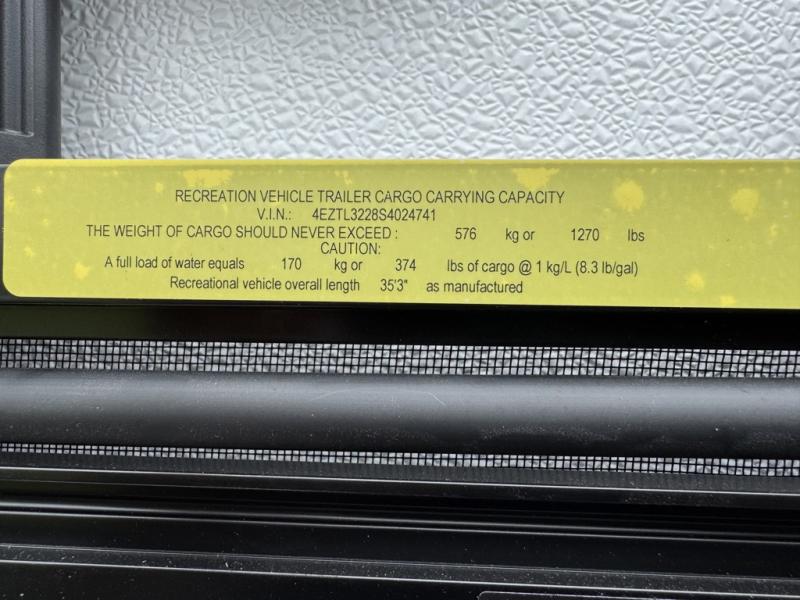 RECREATION VEHICLE TRAILER CARGO CARRYING CAPACITY
V.I.N.: 4EZTL3228S4024741
THE WEIGHT OF CARGO SHOULD NEVER EXCEED : 576 kg or 1270 lbs
CAUTION:
A full load of water equals 170 kg or 374 lbs of cargo @ 1 kg/L (8.3 lb/gal)
Recreational vehicle overall length 35'3" as manufactured